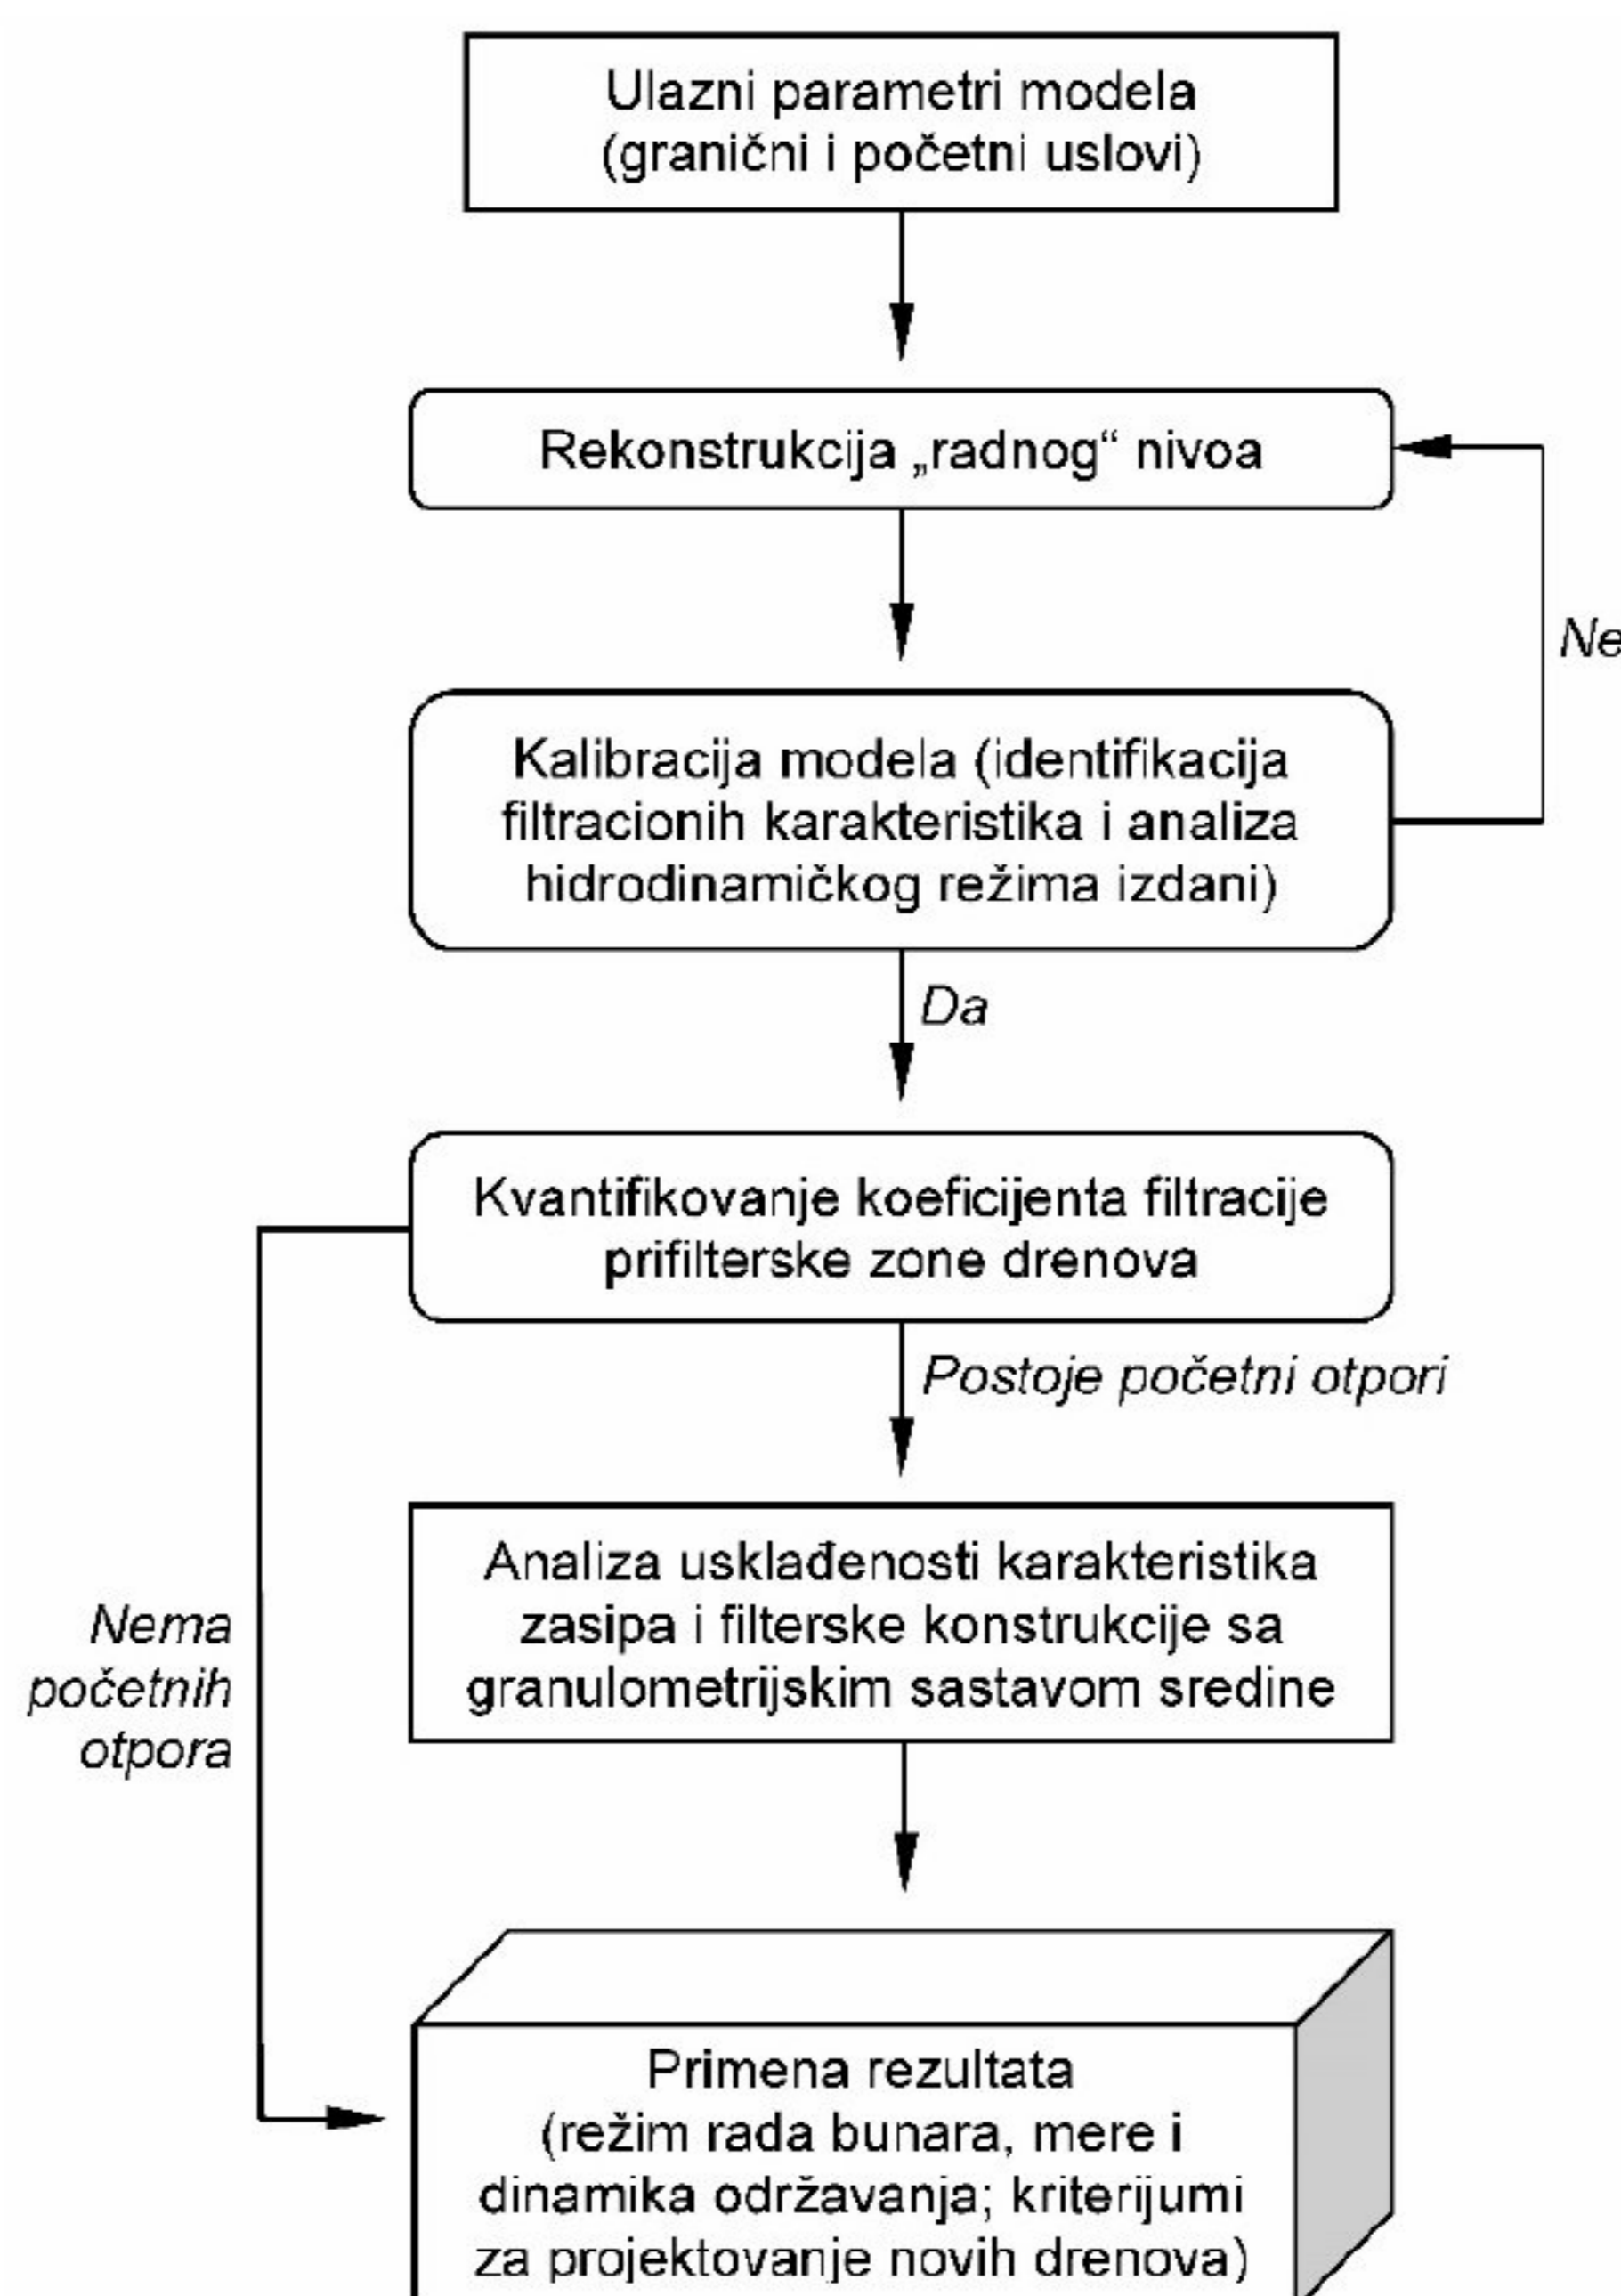 Ulazni parametri modela
(granični i početni uslovi)
Rekonstrukcija „radnog“ nivoa
Ne
Kalibracija modela (identifikacija
filtracionih karakteristika i analiza
hidrodinamičkog režima izdani)
Da
Kvantifikovanje koeficijenta filtracije
prifilterske zone drenova
Postoje početni otpori
Analiza usklađenosti karakteristika
zasipa i filterske konstrukcije sa
granulometrijskim sastavom sredine
Nema
početnih
otpora
Primena rezultata
(režim rada bunara, mere i
dinamika održavanja; kriterijumi
za projektovanje novih drenova)